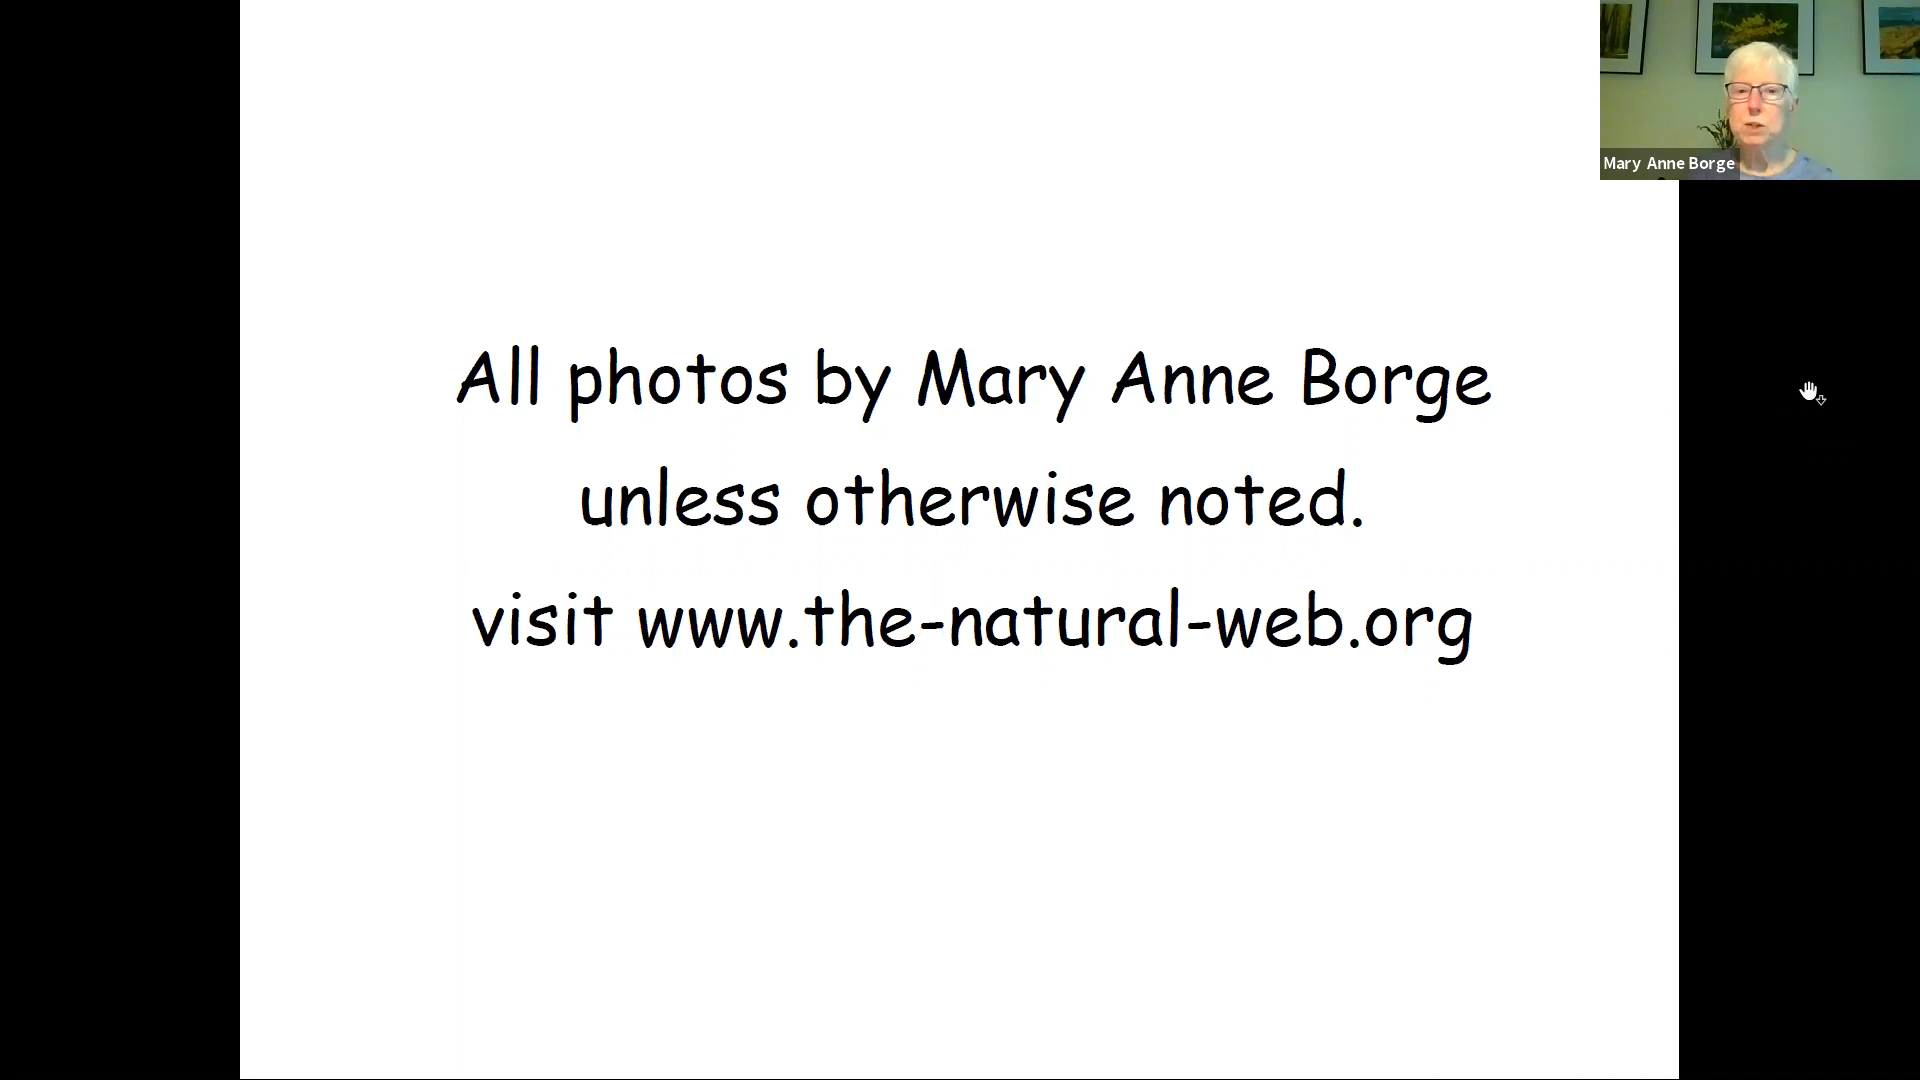 Mary Anne Borge
All photos by Mary Anne Borge
unless otherwise noted.
visit www.the-natural-web.org